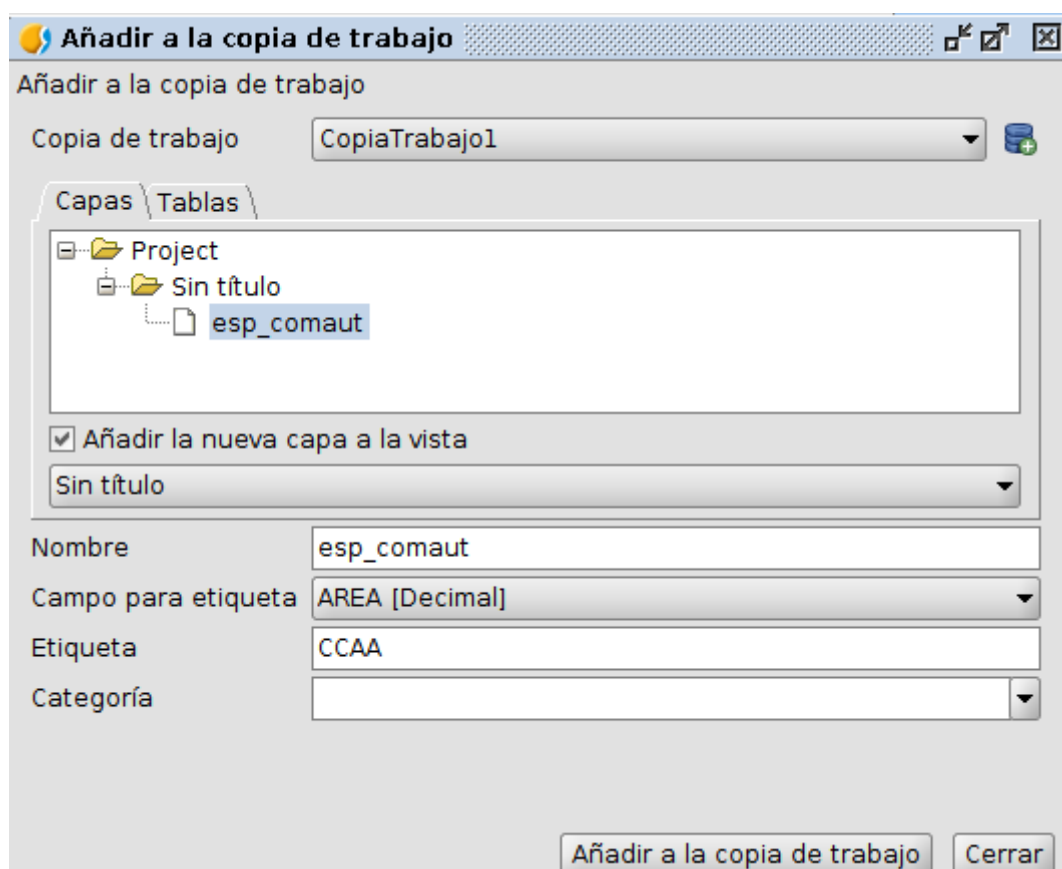 Añadir a la copia de trabajo
Añadir a la copia de trabajo
Copia de trabajo CopiaTrabajo1
Capas Tablas
Project
Sin título
esp_comaut
Añadir la nueva capa a la vista
Sin título
Nombre esp_comaut
Campo para etiqueta AREA [Decimal]
Etiqueta CCAA
Categoría
Añadir a la copia de trabajo Cerrar